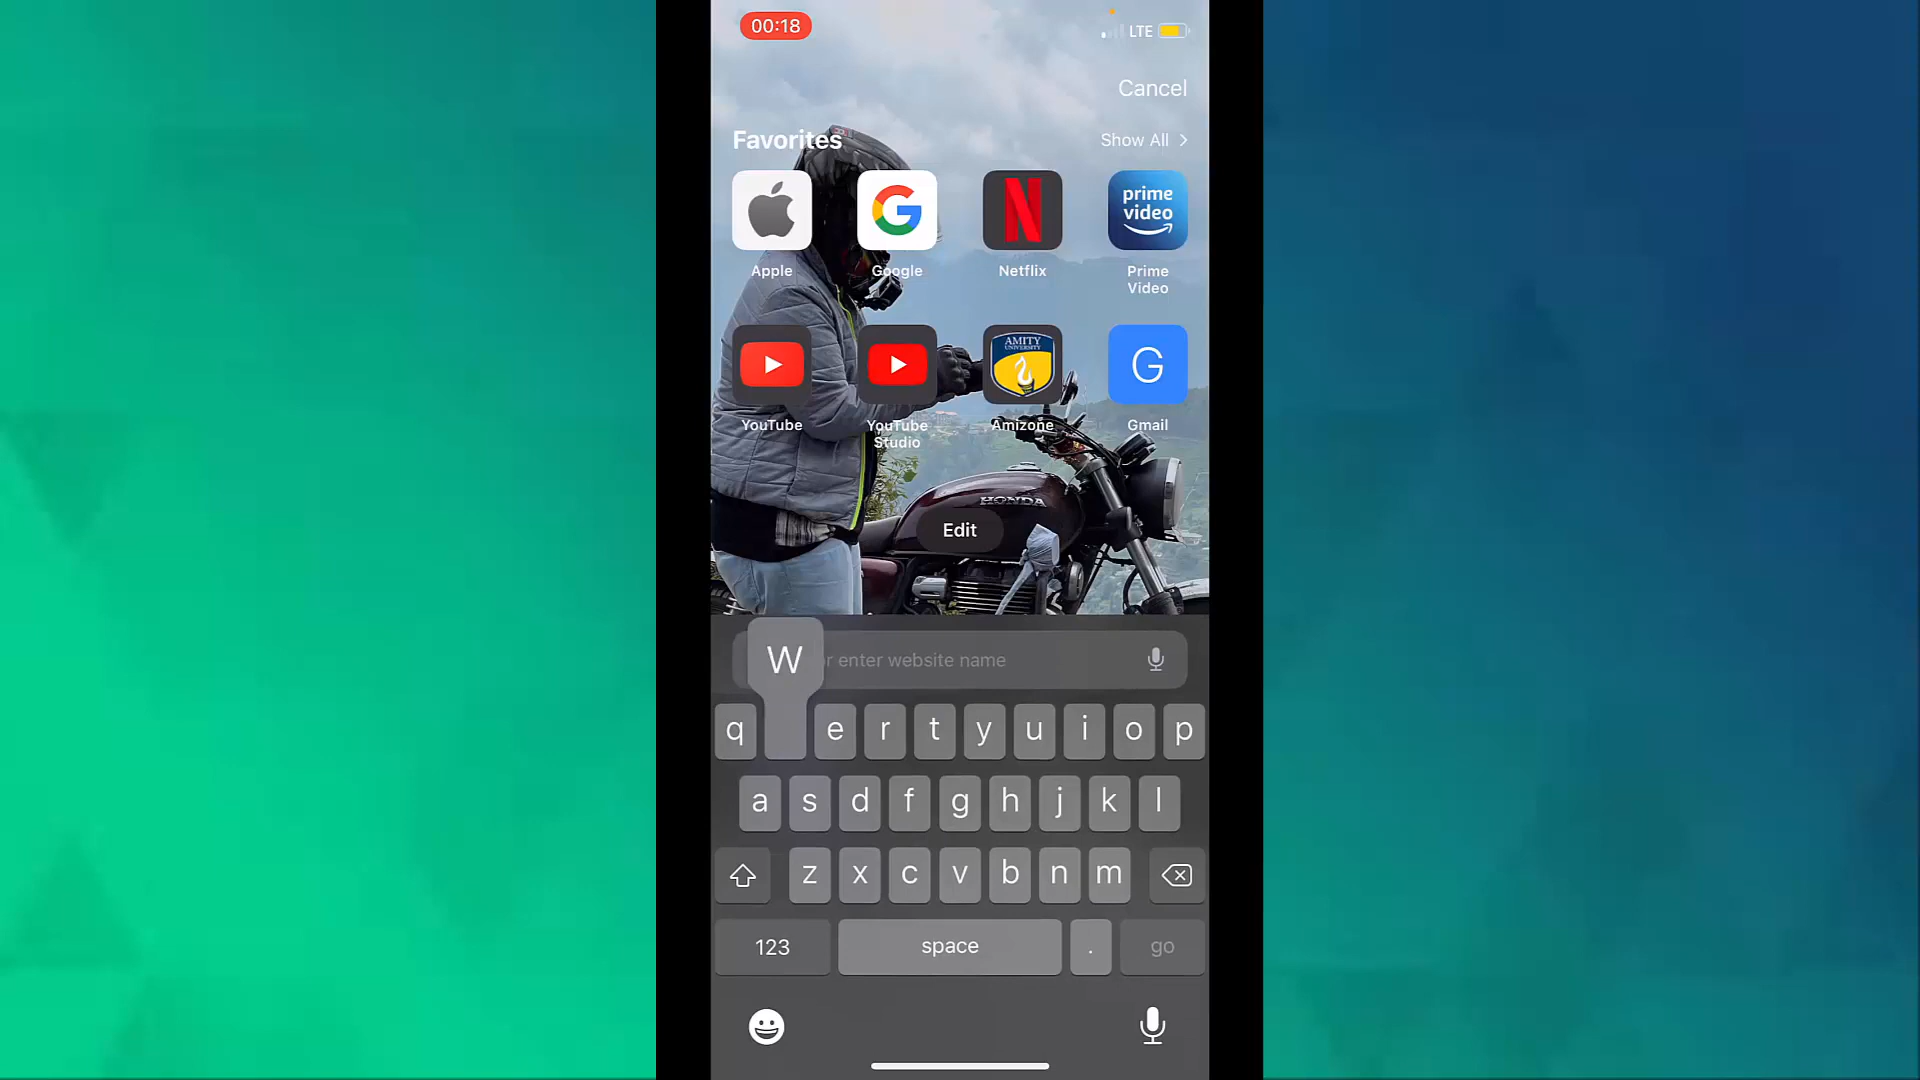 00:18
LTE
Cancel
Favorites
Show All
prime
video
Apple
Google
Netflix
Prime
Video
AMITY
UNIVERSITY
G
YouTube
YouTube
Studio
Amizone
Gmail
HONDA
Edit
W
r enter website name
q e r t y u i o p
a s d f g h j k l
z x c v b n m
123
space
.
go